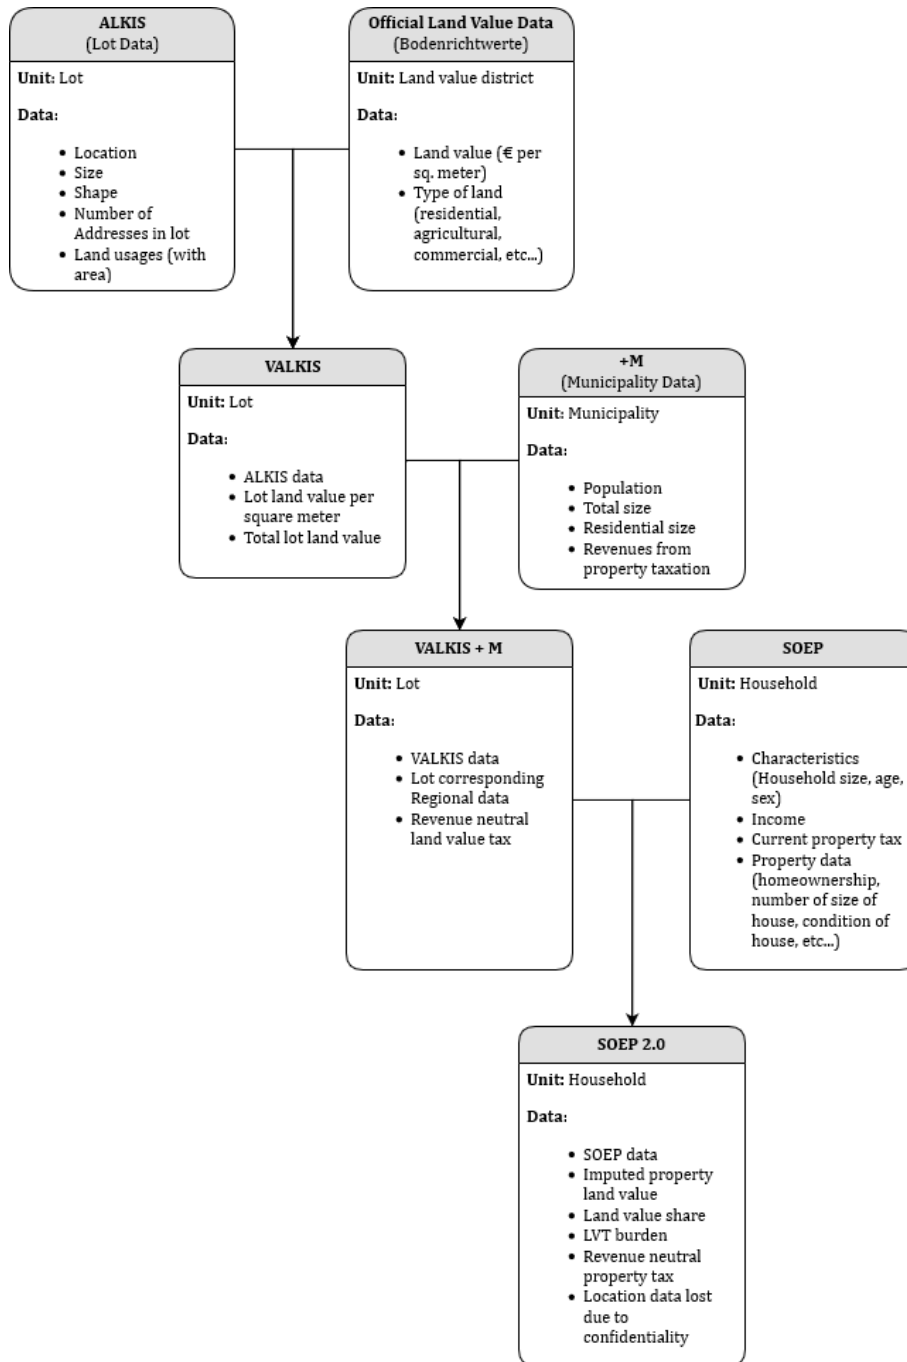 ALKIS
(Lot Data)
Unit: Lot
Data:
• Location
• Size
• Shape
• Number of
Addresses in lot
• Land usages (with
area)
Official Land Value Data
(Bodenrichtwerte)
Unit: Land value district
Data:
• Land value (€ per
sq. meter)
• Type of land
(residential,
agricultural,
commercial, etc...)
VALKIS
Unit: Lot
Data:
• ALKIS data
• Lot land value per
square meter
• Total lot land value
+M
(Municipality Data)
Unit: Municipality
Data:
• Population
• Total size
• Residential size
• Revenues from
property taxation
VALKIS + M
Unit: Lot
Data:
• VALKIS data
• Lot corresponding
Regional data
• Revenue neutral
land value tax
SOEP
Unit: Household
Data:
• Characteristics
(Household size, age,
sex)
• Income
• Current property tax
• Property data
(homeownership,
number of size of
house, condition of
house, etc...)
SOEP 2.0
Unit: Household
Data:
• SOEP data
• Imputed property
land value
• Land value share
• LVT burden
• Revenue neutral
property tax
• Location data lost
due to
confidentiality